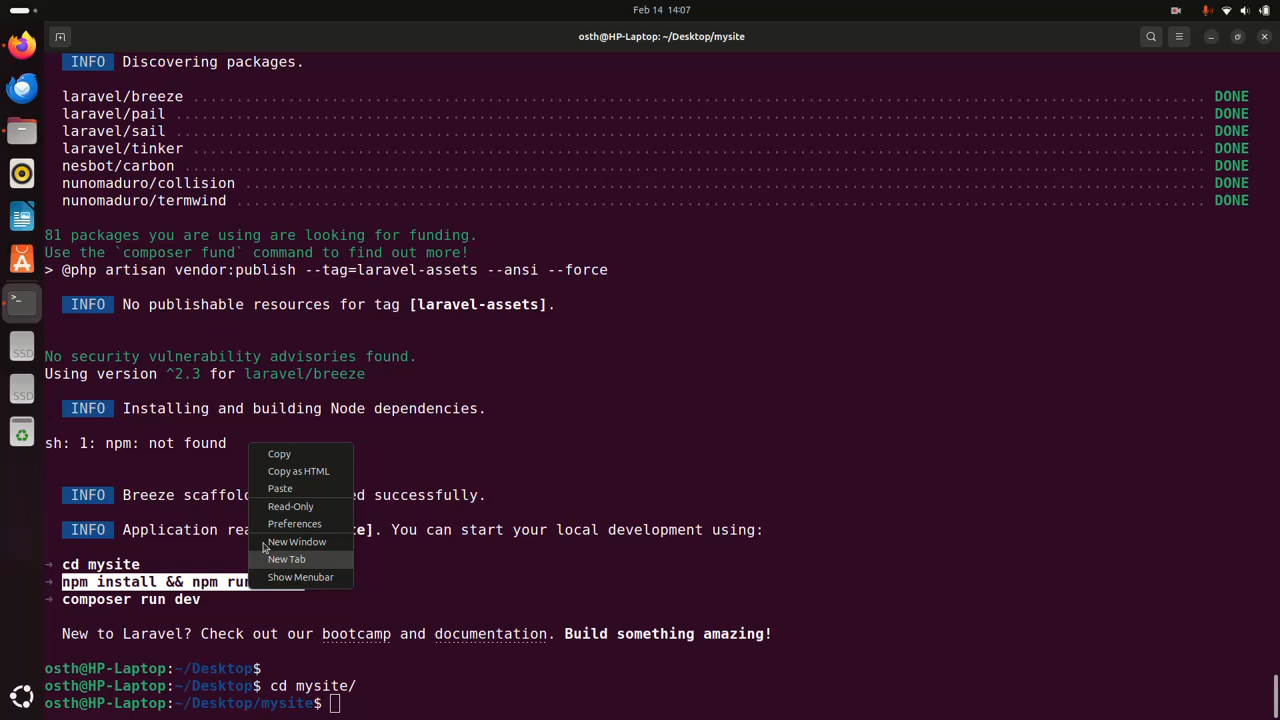 Feb 14 14:07
osth@HP-Laptop: ~/Desktop/mysite
INFO Discovering packages.
laravel/breeze ........................................................................................................................ DONE
laravel/pail .......................................................................................................................... DONE
laravel/sail .......................................................................................................................... DONE
laravel/tinker ........................................................................................................................ DONE
nesbot/carbon ......................................................................................................................... DONE
nunomaduro/collision .................................................................................................................. DONE
nunomaduro/termwind ................................................................................................................... DONE
81 packages you are using are looking for funding.
Use the `composer fund` command to find out more!
> @php artisan vendor:publish --tag=laravel-assets --ansi --force
INFO No publishable resources for tag [laravel-assets].
No security vulnerability advisories found.
Using version ^2.3 for laravel/breeze
INFO Installing and building Node dependencies.
sh: 1: npm: not found
INFO Breeze scaffol d successfully.
INFO Application rea e]. You can start your local development using:
→ cd mysite
→ npm install && npm run
→ composer run dev
New to Laravel? Check out our bootcamp and documentation. Build something amazing!
osth@HP-Laptop:~/Desktop$
osth@HP-Laptop:~/Desktop$ cd mysite/
osth@HP-Laptop:~/Desktop/mysite$
Copy
Copy as HTML
Paste
Read-Only
Preferences
New Window
New Tab
Show Menubar
SSD
SSD